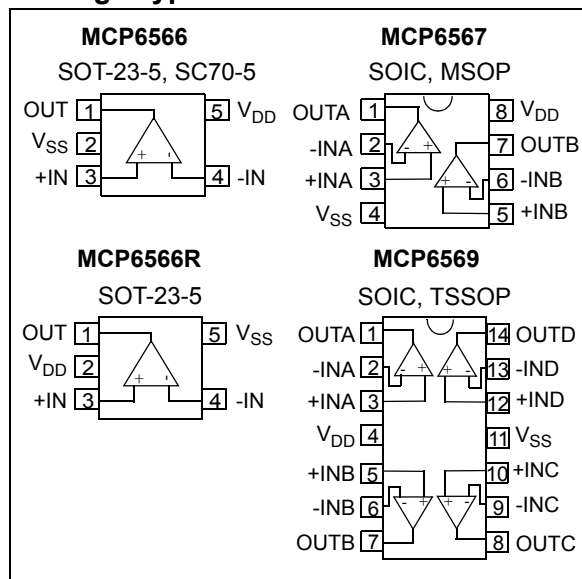 MCP6566
SOT-23-5, SC70-5
OUT 1 5 VDD
VSS 2
+IN 3 4 -IN
+ -
MCP6567
SOIC, MSOP
OUTA 1 8 VDD
-INA 2 7 OUTB
+INA 3 6 -INB
VSS 4 5 +INB
- +
+ -
MCP6566R
SOT-23-5
OUT 1 5 VSS
VDD 2
+IN 3 4 -IN
+ -
MCP6569
SOIC, TSSOP
OUTA 1 14 OUTD
-INA 2 13 -IND
+INA 3 12 +IND
VDD 4 11 VSS
+INB 5 10 +INC
-INB 6 9 -INC
OUTB 7 8 OUTC
- + + -
- + + -